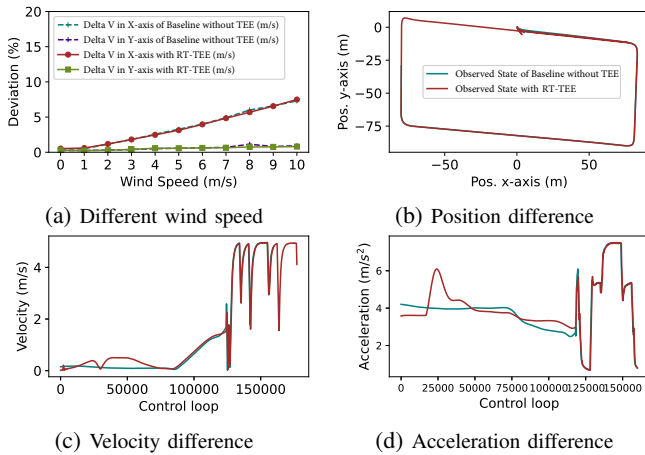 20
15
10
5
0
Deviation (%)
Delta V in X-axis of Baseline without TEE (m/s)
Delta V in Y-axis of Baseline without TEE (m/s)
Delta V in X-axis with RT-TEE (m/s)
Delta V in Y-axis with RT-TEE (m/s)
0 1 2 3 4 5 6 7 8 9 10
Wind Speed (m/s)
(a) Different wind speed
0
−25
−50
−75
Pos. y-axis (m)
Observed State of Baseline without TEE
Observed State with RT-TEE
−50 0 50
Pos. x-axis (m)
(b) Position difference
4
2
0
Velocity (m/s)
0 50000 100000 150000
Control loop
(c) Velocity difference
6
4
2
0
Acceleration (m/s²)
0 25000 50000 75000 100000 125000 150000
Control loop
(d) Acceleration difference